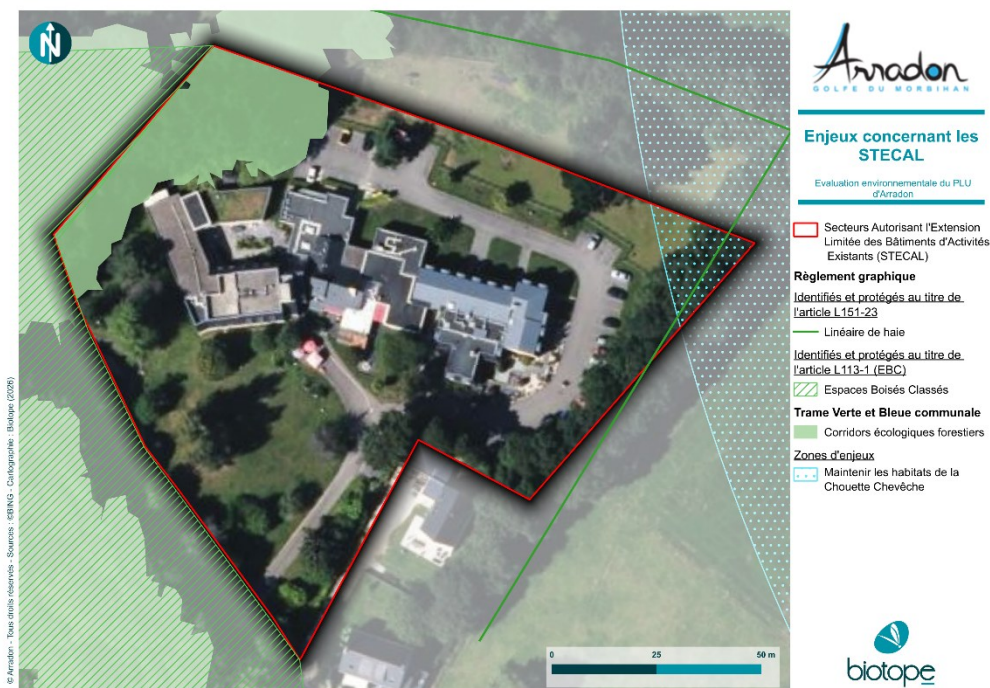 N
Arradon
GOLFE DU MORBIHAN
Enjeux concernant les
STECAL
Evaluation environnementale du PLU
d'Arradon
Secteurs Autorisant l'Extension
Limitée des Bâtiments d'Activités
Existants (STECAL)
Règlement graphique
Identifiés et protégés au titre de
l'article L151-23
Linéaire de haie
Identifiés et protégés au titre de
l'article L113-1 (EBC)
Espaces Boisés Classés
Trame Verte et Bleue communale
Corridors écologiques forestiers
Zones d'enjeux
Maintenir les habitats de la
Chouette Chevêche
0 25 50 m
biotope
© Arradon - Tous droits réservés - Sources : ©BING - Cartographie : Biotope (2026)